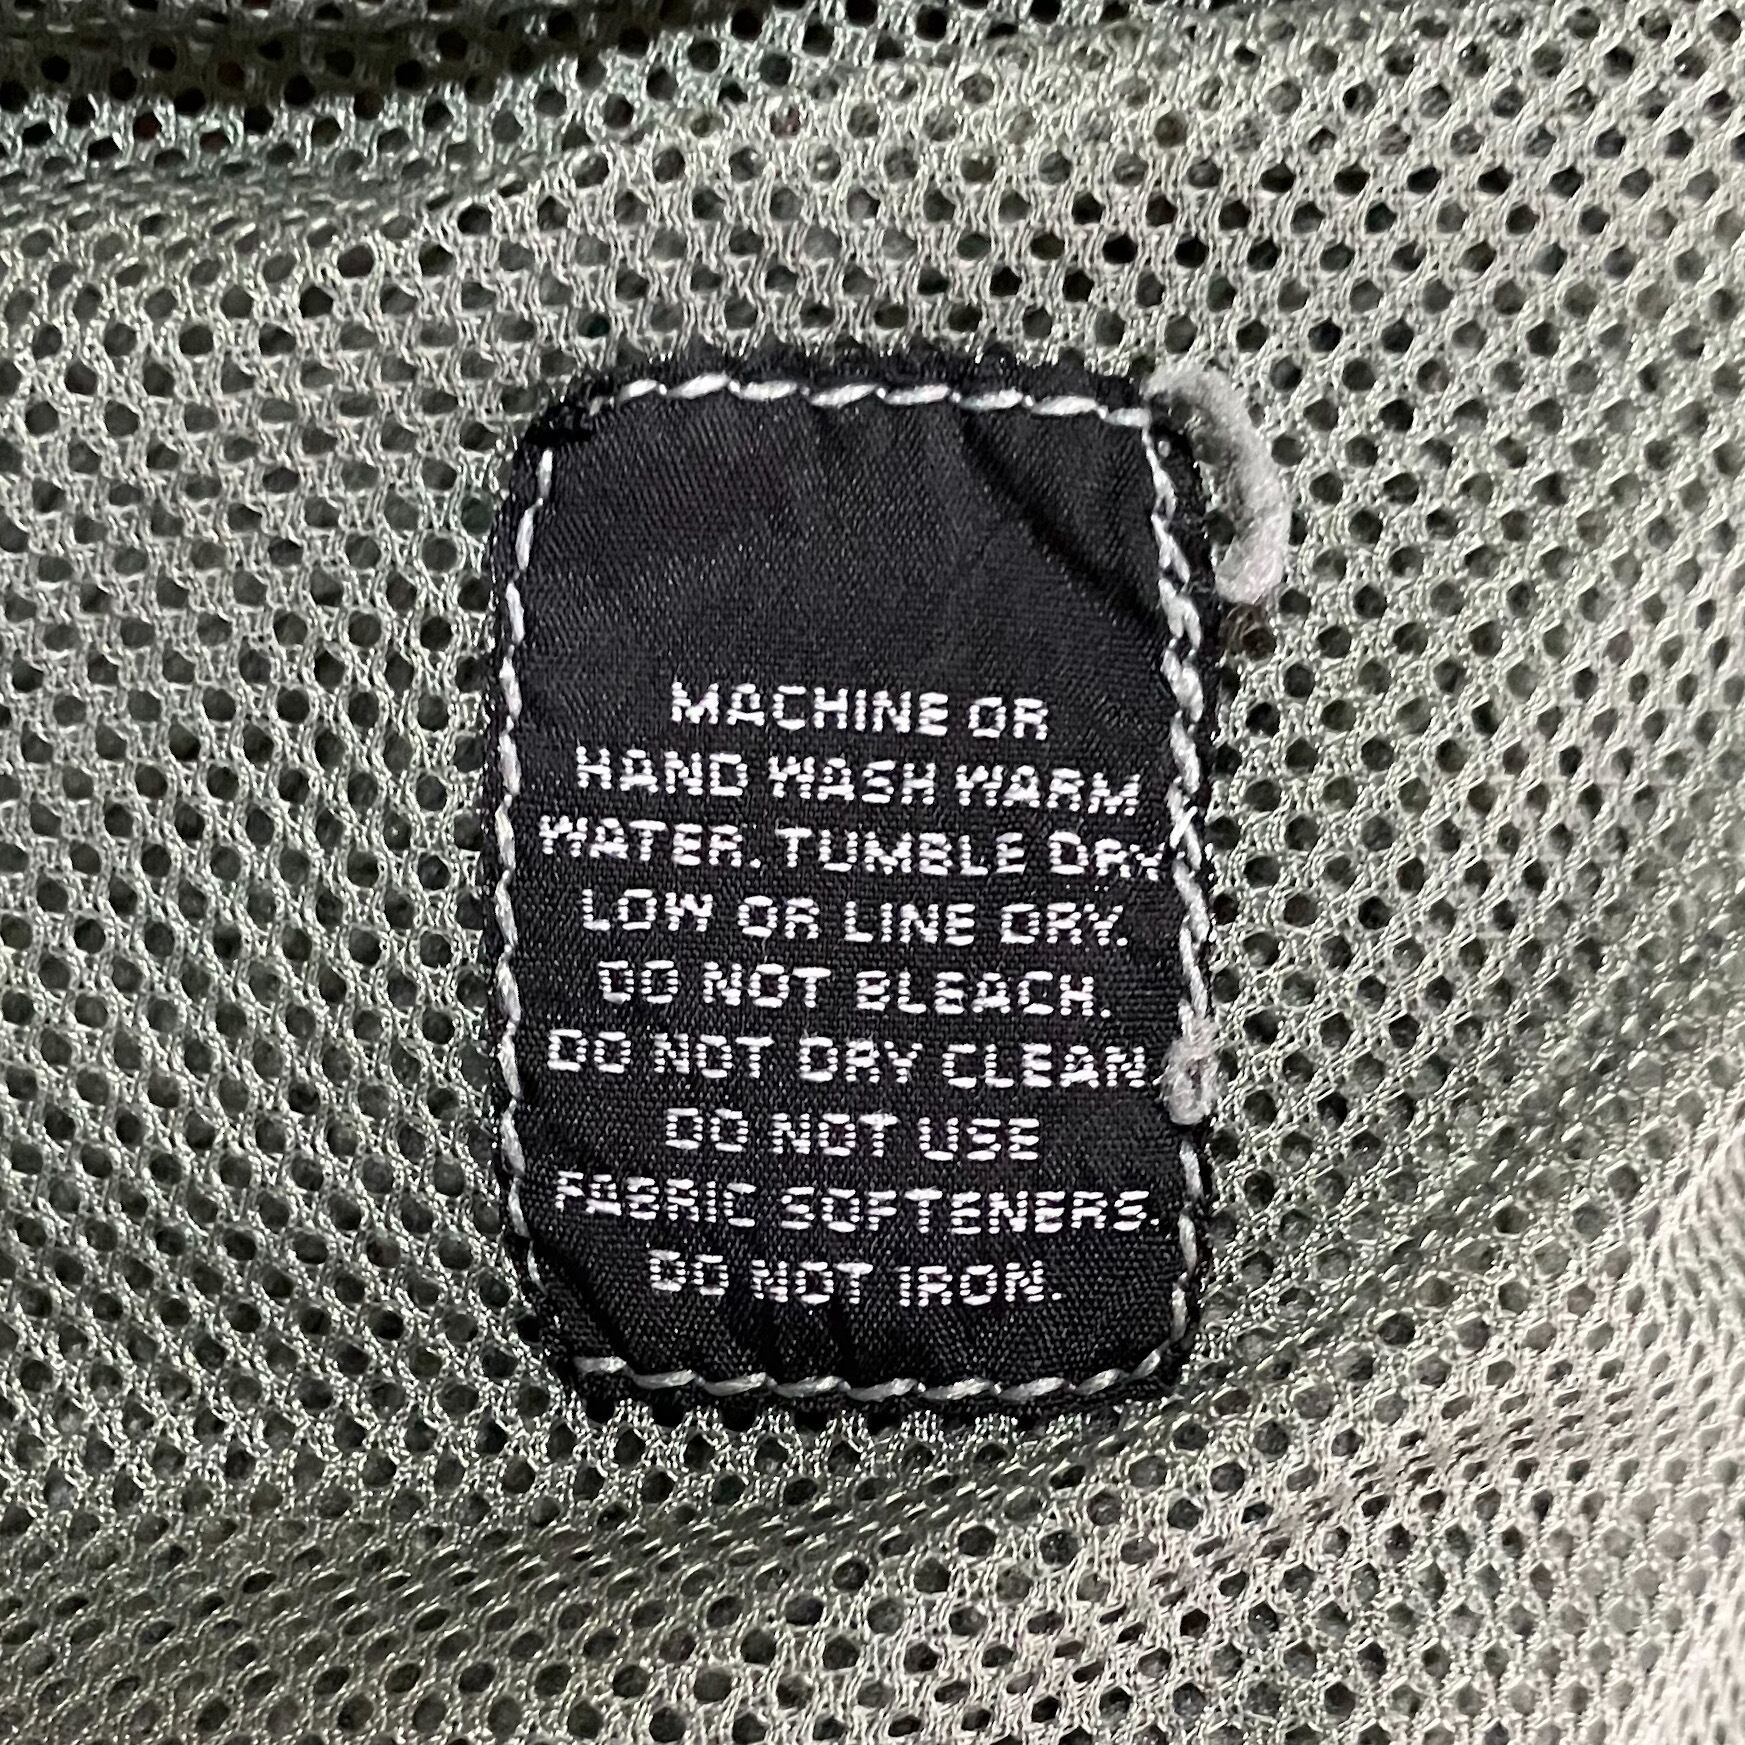 MACHINE OR
HAND WASH WARM
WATER. TUMBLE DRY
LOW OR LINE DRY.
DO NOT BLEACH.
DO NOT DRY CLEAN.
DO NOT USE
FABRIC SOFTENERS.
DO NOT IRON.